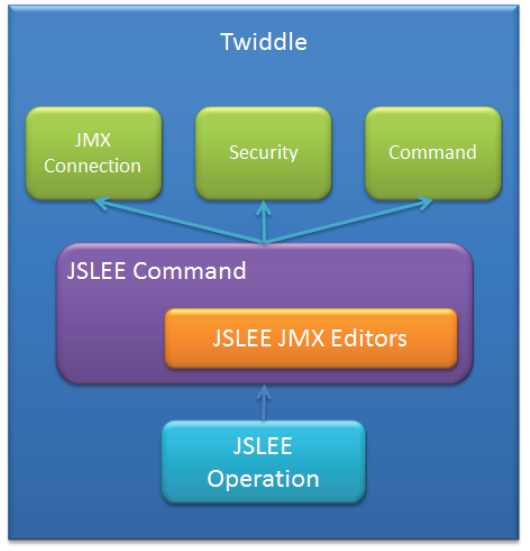 Twiddle
JMX
Connection
Security
Command
JSLEE Command
JSLEE JMX Editors
JSLEE
Operation